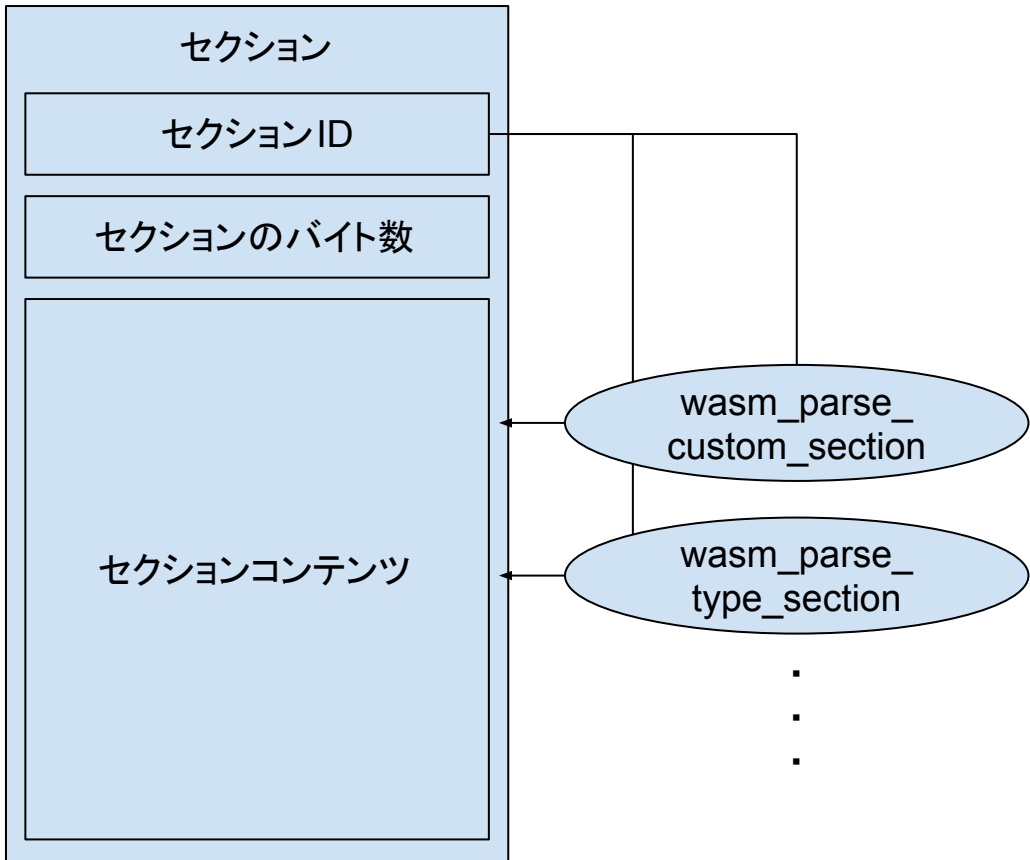 セクション
セクションID
セクションのバイト数
セクションコンテンツ
wasm_parse_
custom_section
wasm_parse_
type_section
.
.
.